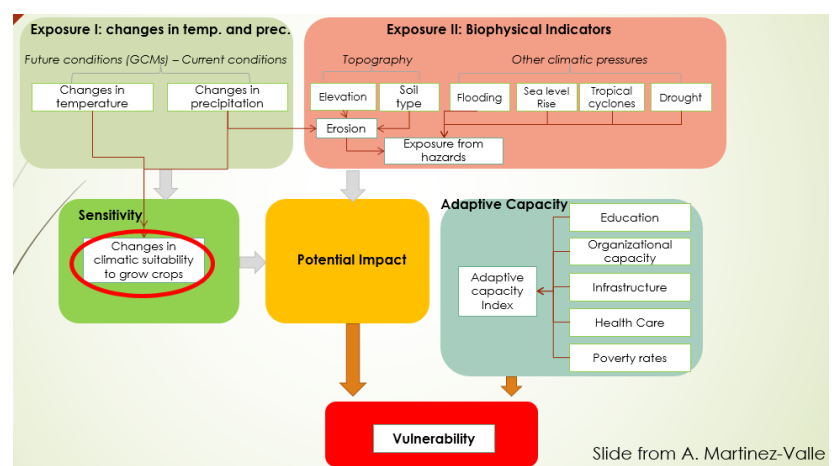 Exposure I: changes in temp. and prec.
Future conditions (GCMs) – Current conditions
Changes in
temperature
Changes in
precipitation
Exposure II: Biophysical Indicators
Topography
Other climatic pressures
Elevation
Soil
type
Flooding
Sea level
Rise
Tropical
cyclones
Drought
Erosion
Exposure from
hazards
Sensitivity
Changes in
climatic suitability
to grow crops
Potential Impact
Adaptive Capacity
Adaptive
capacity
Index
Education
Organizational
capacity
Infrastructure
Health Care
Poverty rates
Vulnerability
Slide from A. Martinez-Valle